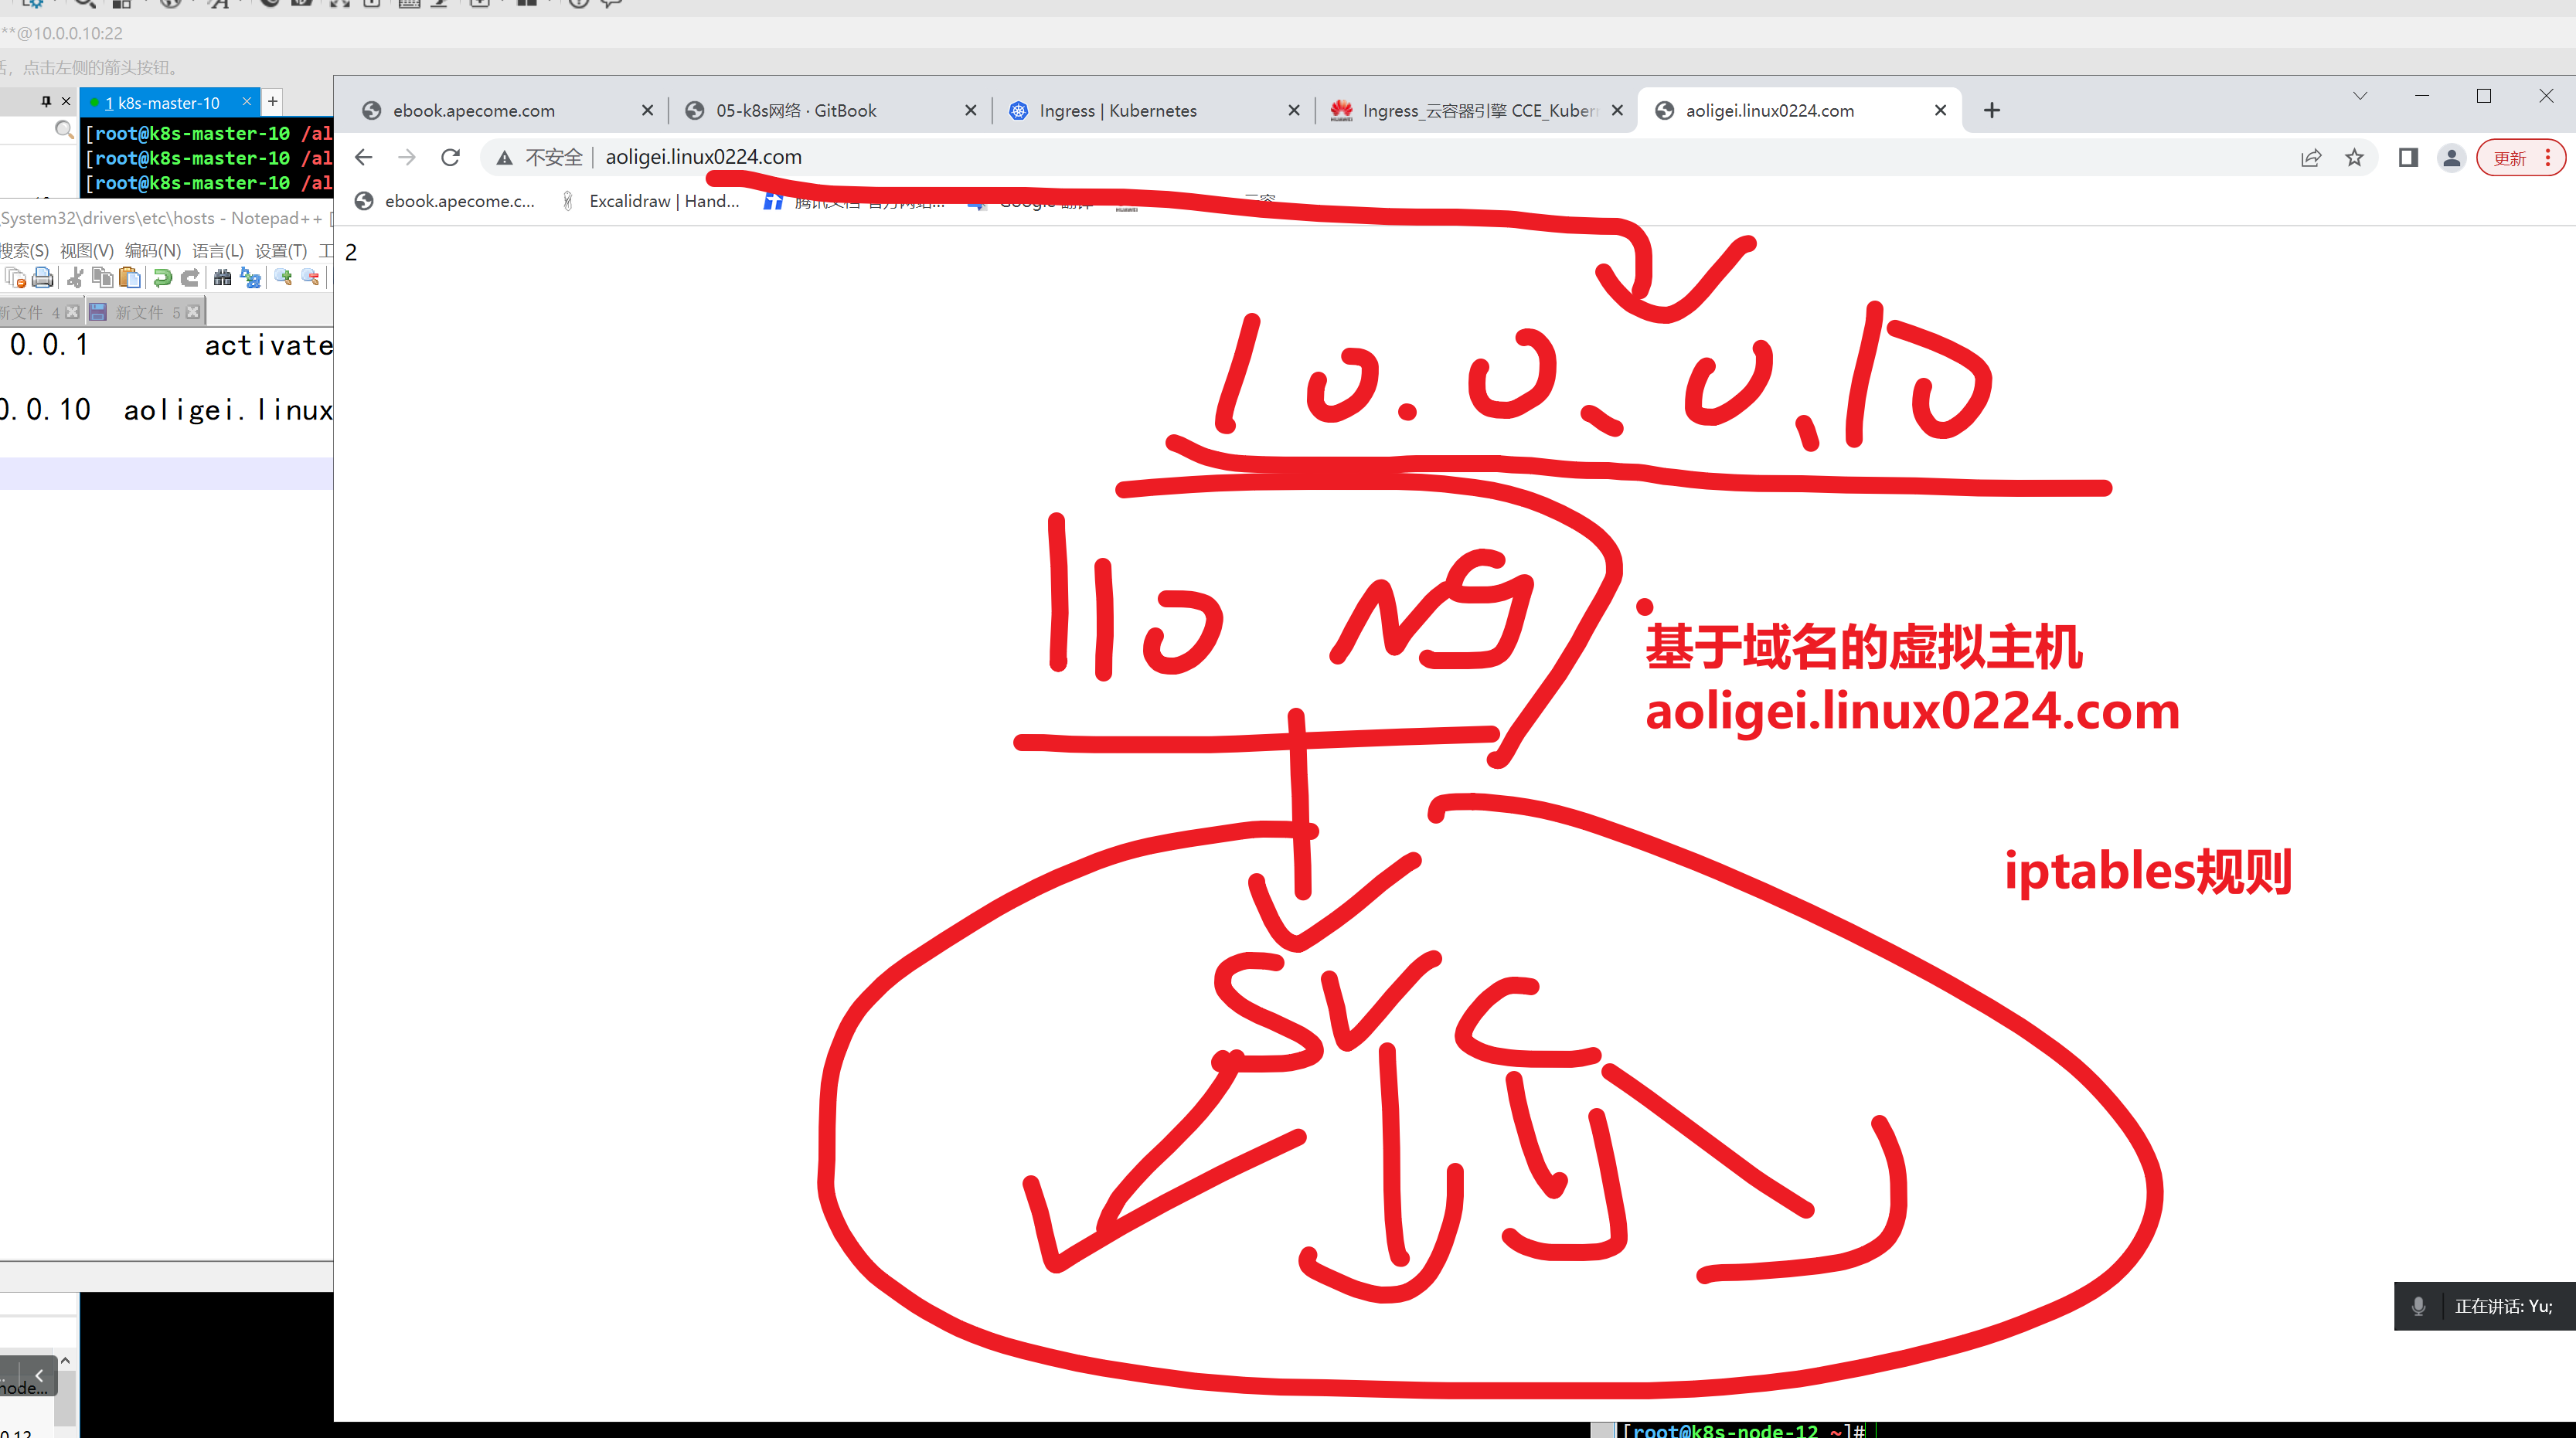 **@10.0.0.10:22
话，点击左侧的箭头按钮。
1 k8s-master-10
[root@k8s-master-10 /al
[root@k8s-master-10 /al
[root@k8s-master-10 /al
System32\drivers\etc\hosts - Notepad++ [
搜索(S) 视图(V) 编码(N) 语言(L) 设置(T) 工
新文件 4 新文件 5
0.0.1 activate
0.0.10 aoligei.linux
ebook.apecome.com
05-k8s网络 · GitBook
Ingress | Kubernetes
Ingress_云容器引擎 CCE_Kubern
aoligei.linux0224.com
不安全 | aoligei.linux0224.com
更新
ebook.apecome.c...
Excalidraw | Hand...
腾讯文档-官方网站...
Google 翻译
2
10.0.0.10
110 ng
基于域名的虚拟主机
aoligei.linux0224.com
iptables规则
SVC
正在讲话: Yu;
node...
0.12
[root@k8s-node-12 ~]#